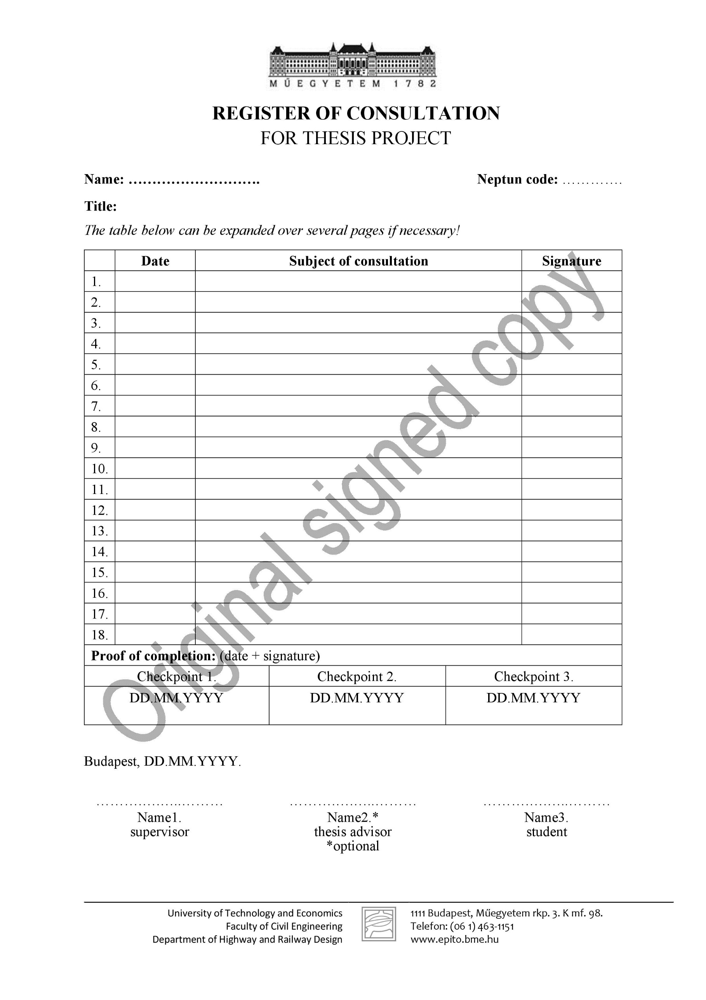 MŰEGYETEM 1782
REGISTER OF CONSULTATION
FOR THESIS PROJECT
Name: ………………………. Neptun code: ………….
Title:
The table below can be expanded over several pages if necessary!
Date Subject of consultation Signature
1.
2.
3.
4.
5.
6.
7.
8.
9.
10.
11.
12.
13.
14.
15.
16.
17.
18.
Original signed copy
Proof of completion: (date + signature)
Checkpoint 1. Checkpoint 2. Checkpoint 3.
DD.MM.YYYY DD.MM.YYYY DD.MM.YYYY
Budapest, DD.MM.YYYY.
……………..……… ……………..……… ……………..………
Name1. Name2.* Name3.
supervisor thesis advisor student
*optional
University of Technology and Economics 1111 Budapest, Műegyetem rkp. 3. K mf. 98.
Faculty of Civil Engineering Telefon: (06 1) 463-1151
Department of Highway and Railway Design www.epito.bme.hu